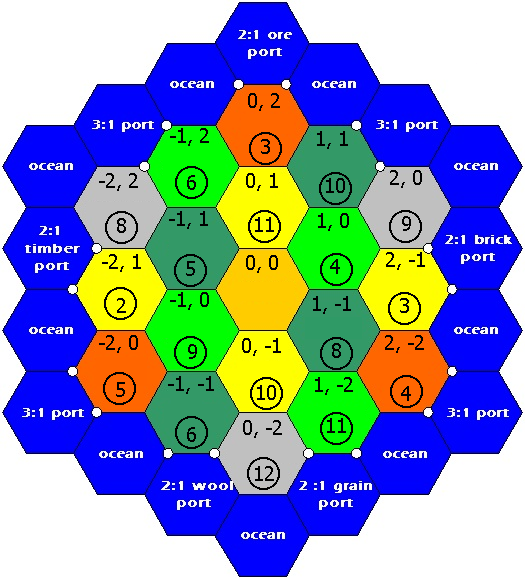 2:1 ore
port
ocean
ocean
0, 2
3
3:1 port
-1, 2
6
1, 1
10
3:1 port
ocean
-2, 2
8
0, 1
11
2, 0
9
ocean
2:1
timber
port
-1, 1
5
1, 0
4
2:1 brick
port
-2, 1
2
0, 0
2, -1
3
ocean
-1, 0
9
1, -1
8
ocean
-2, 0
5
0, -1
10
2, -2
4
3:1 port
-1, -1
6
1, -2
11
3:1 port
ocean
0, -2
12
ocean
2:1 wool
port
2 :1 grain
port
ocean